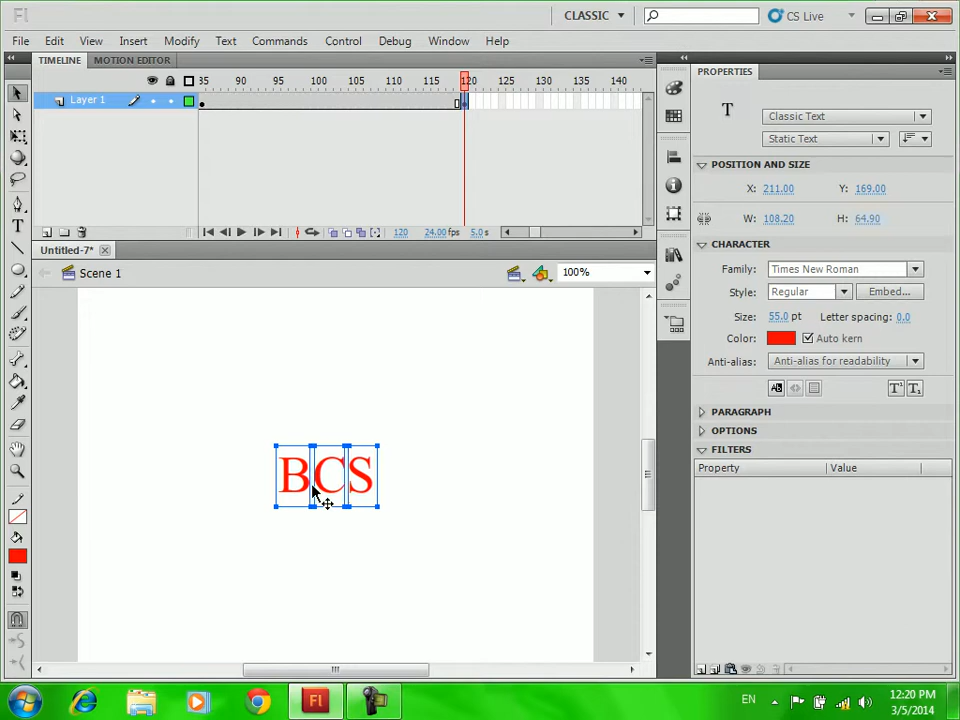 Fl
CLASSIC
CS Live
File Edit View Insert Modify Text Commands Control Debug Window Help
TIMELINE MOTION EDITOR
35 90 95 100 105 110 115 120 125 130 135 140
Layer 1
120 24.00 fps 5.0 s
Untitled-7*
Scene 1
100%
BCS
PROPERTIES
T
Classic Text
Static Text
POSITION AND SIZE
X: 211.00 Y: 169.00
W: 108.20 H: 64.90
CHARACTER
Family: Times New Roman
Style: Regular Embed...
Size: 55.0 pt Letter spacing: 0.0
Color: Auto kern
Anti-alias: Anti-alias for readability
PARAGRAPH
OPTIONS
FILTERS
Property Value
Fl
EN
12:20 PM
3/5/2014